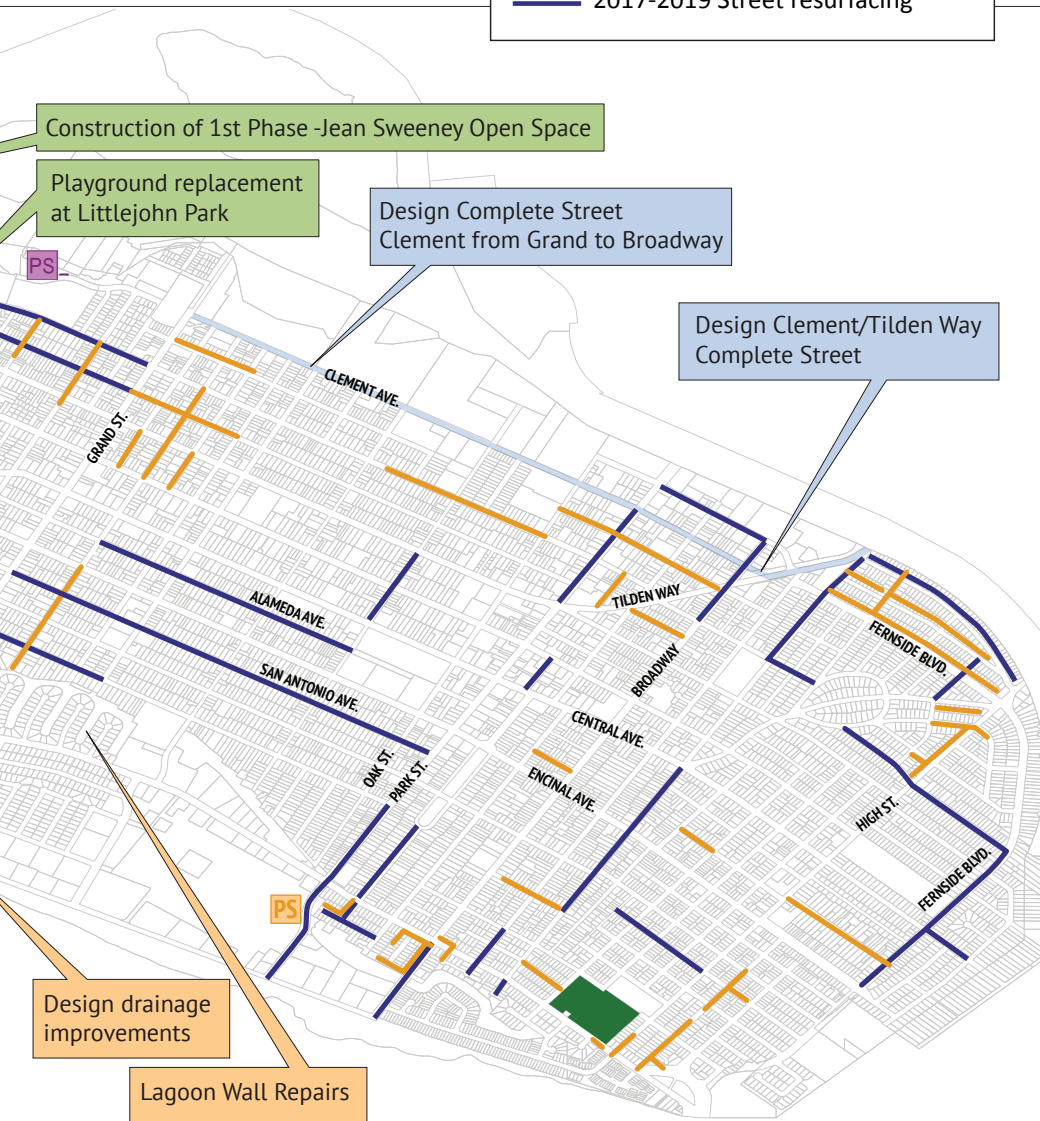 2017-2019 Street resurfacing
Construction of 1st Phase -Jean Sweeney Open Space
Playground replacement
at Littlejohn Park
Design Complete Street
Clement from Grand to Broadway
PS_
Design Clement/Tilden Way
Complete Street
CLEMENT AVE.
GRAND ST.
TILDEN WAY
ALAMEDA AVE.
FERNSIDE BLVD.
BROADWAY
SAN ANTONIO AVE.
CENTRAL AVE.
OAK ST.
PARK ST.
ENCINAL AVE.
HIGH ST.
FERNSIDE BLVD.
PS
Design drainage
improvements
Lagoon Wall Repairs